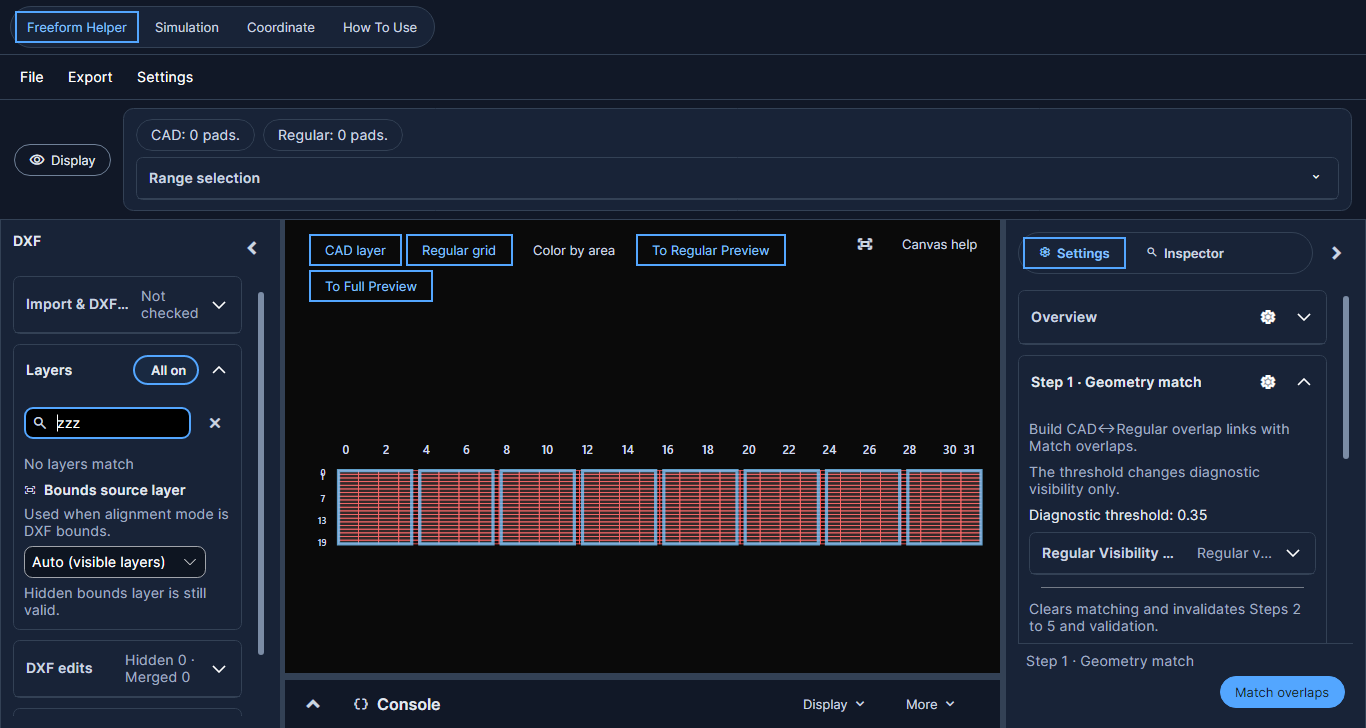 Freeform Helper Simulation Coordinate How To Use
File Export Settings
Display
CAD: 0 pads. Regular: 0 pads.
Range selection
DXF
Import & DXF... Not checked
Layers All on
zzz
No layers match
Bounds source layer
Used when alignment mode is
DXF bounds.
Auto (visible layers)
Hidden bounds layer is still
valid.
DXF edits Hidden 0 ·
Merged 0
CAD layer Regular grid Color by area To Regular Preview
To Full Preview
Canvas help
0 2 4 6 8 10 12 14 16 18 20 22 24 26 28 30 31
7
13
19
Console Display More
Settings Inspector
Overview
Step 1 · Geometry match
Build CAD↔Regular overlap links with
Match overlaps.
The threshold changes diagnostic
visibility only.
Diagnostic threshold: 0.35
Regular Visibility ... Regular v...
Clears matching and invalidates Steps 2
to 5 and validation.
Step 1 · Geometry match
Match overlaps